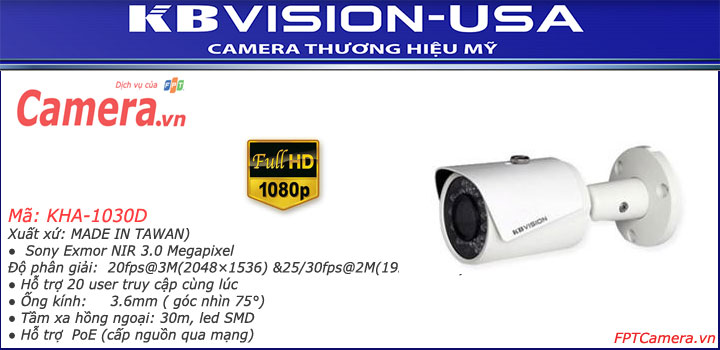 KBVISION-USA
CAMERA THƯƠNG HIỆU MỸ
Dịch vụ của FPT
Camera.vn
Full HD
1080p
KBVISION
Mã: KHA-1030D
Xuất xứ: MADE IN TAWAN)
● Sony Exmor NIR 3.0 Megapixel
Độ phân giải: 20fps@3M(2048×1536) &25/30fps@2M(19
● Hỗ trợ 20 user truy cập cùng lúc
● Ống kính: 3.6mm ( góc nhìn 75°)
● Tầm xa hồng ngoại: 30m, led SMD
● Hỗ trợ PoE (cấp nguồn qua mạng)
FPTCamera.vn